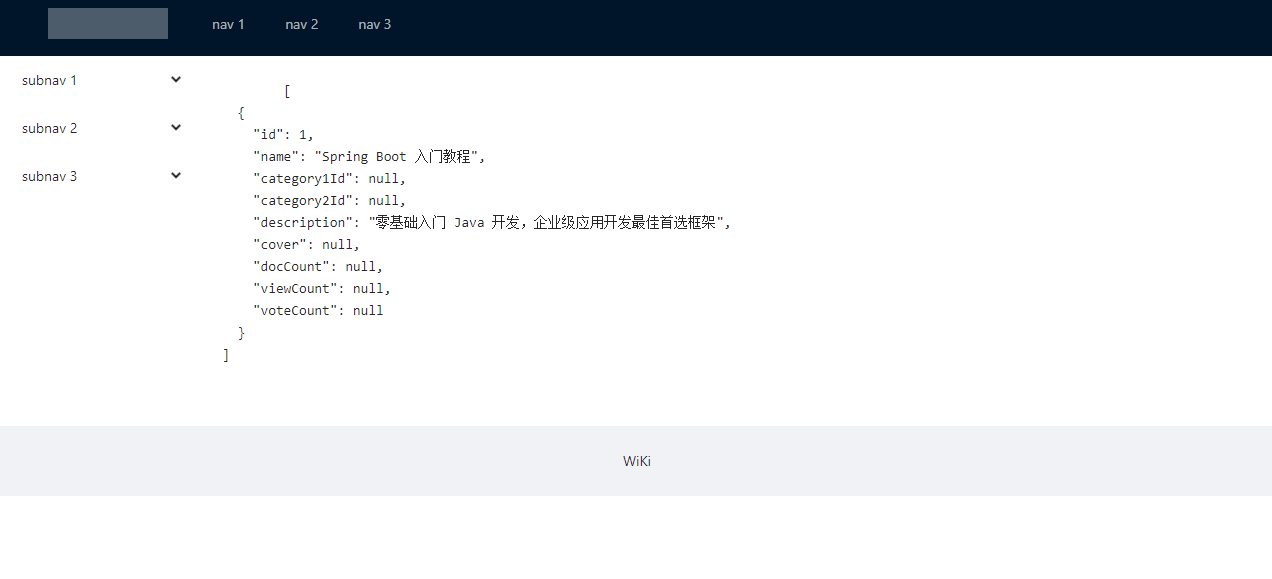 nav 1 nav 2 nav 3
subnav 1
subnav 2
subnav 3
[
{
"id": 1,
"name": "Spring Boot 入门教程",
"category1Id": null,
"category2Id": null,
"description": "零基础入门 Java 开发，企业级应用开发最佳首选框架",
"cover": null,
"docCount": null,
"viewCount": null,
"voteCount": null
}
]
WiKi